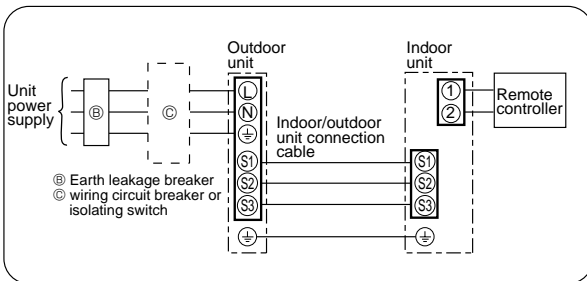 Outdoor
unit
Indoor
unit
Unit
power
supply
Ⓑ
Ⓒ
L
N
1
2
Remote
controller
Indoor/outdoor
unit connection
cable
S1
S2
S3
S1
S2
S3
Ⓑ Earth leakage breaker
Ⓒ wiring circuit breaker or
isolating switch